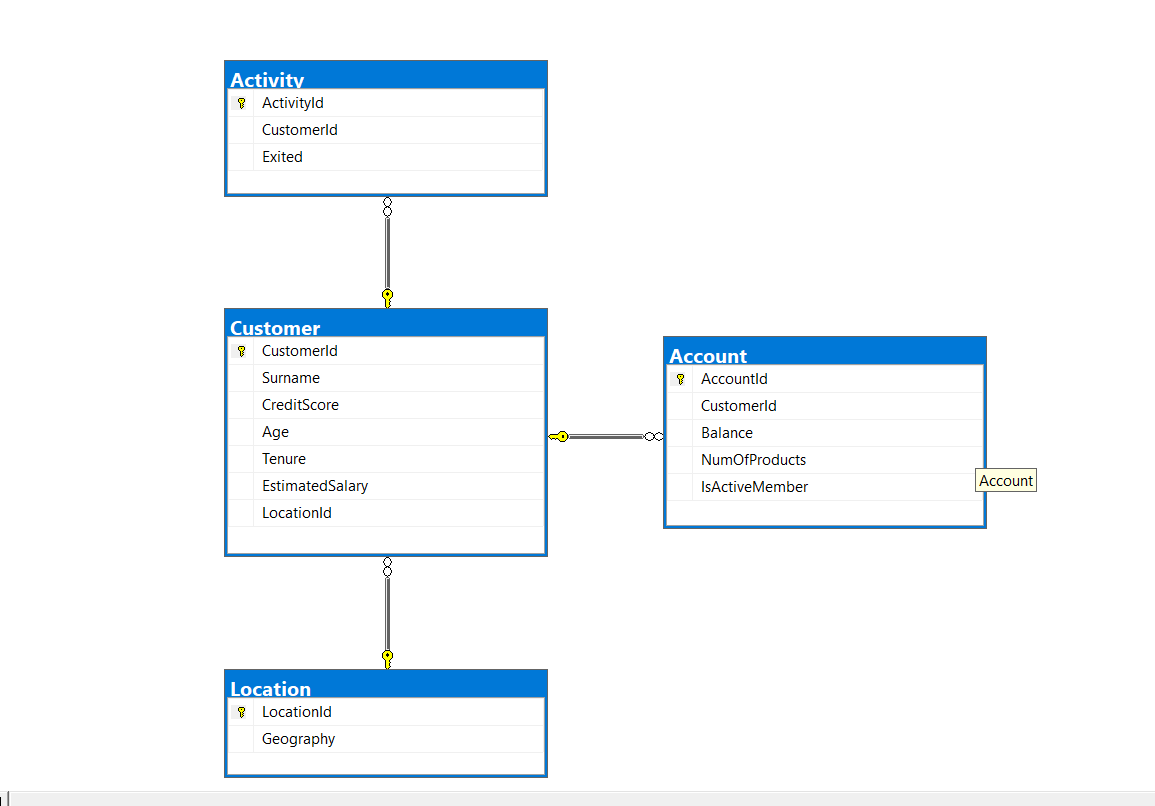 Activity
ActivityId
CustomerId
Exited
Customer
CustomerId
Surname
CreditScore
Age
Tenure
EstimatedSalary
LocationId
Account
AccountId
CustomerId
Balance
NumOfProducts
IsActiveMember
Account
Location
LocationId
Geography